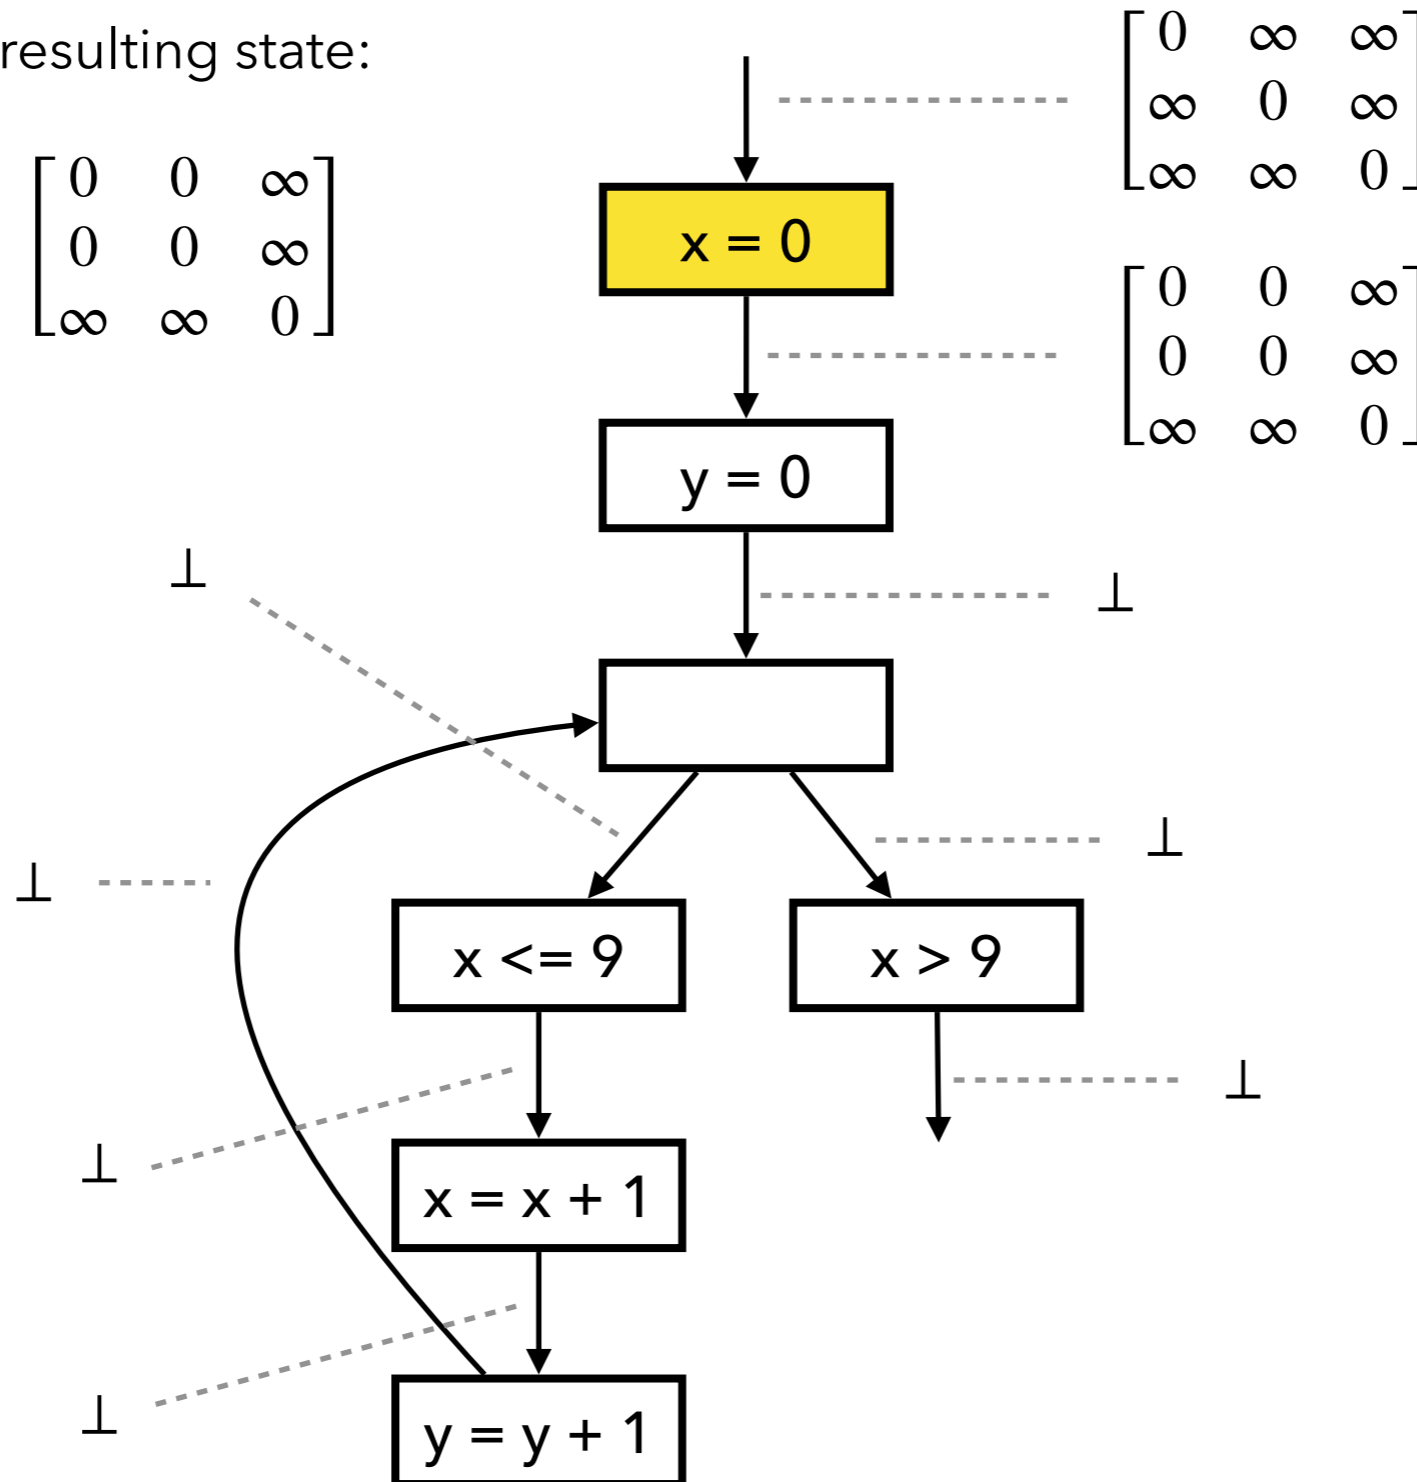 resulting state:
0 0 ∞
0 0 ∞
∞ ∞ 0
0 ∞ ∞
∞ 0 ∞
∞ ∞ 0
x = 0
0 0 ∞
0 0 ∞
∞ ∞ 0
y = 0
⊥
⊥
⊥
⊥
x <= 9
x > 9
⊥
⊥
x = x + 1
⊥
y = y + 1